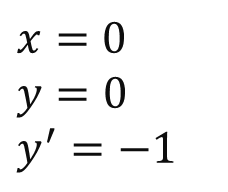 x = 0
y = 0
y′ = −1